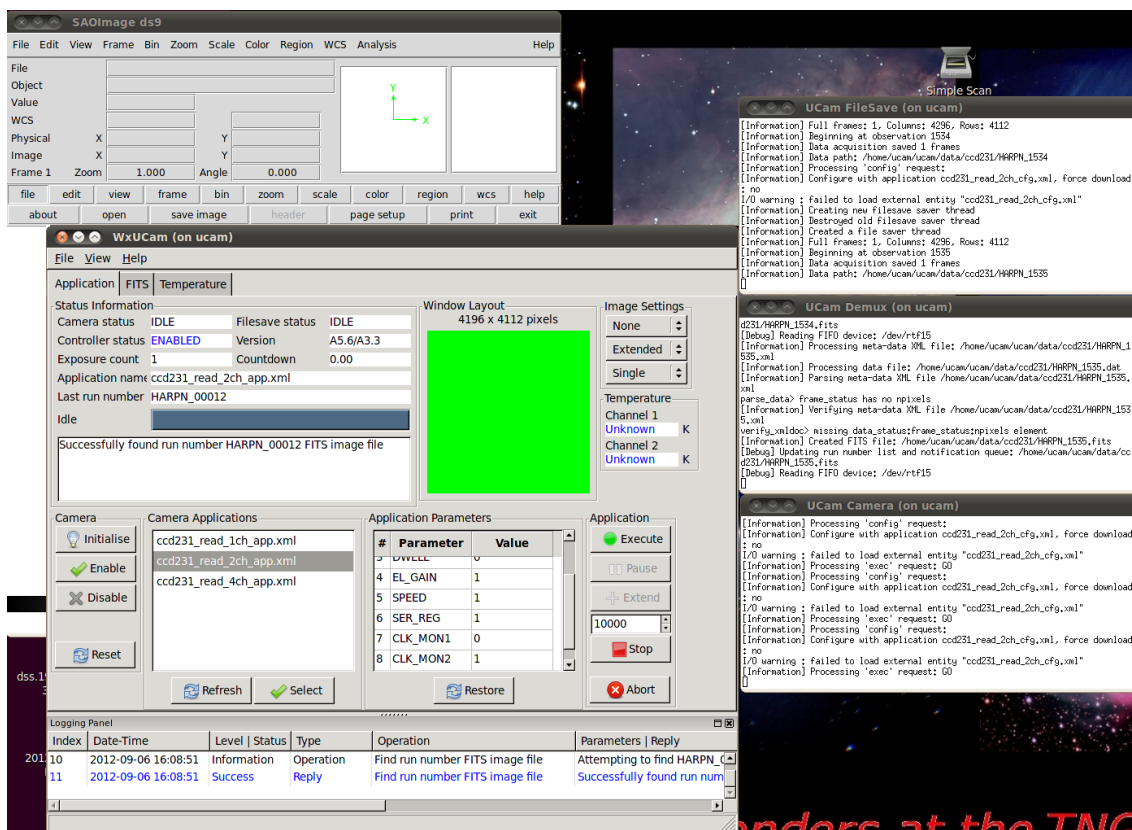 SAOImage ds9
File Edit View Frame Bin Zoom Scale Color Region WCS Analysis Help
File
Object
Value
WCS
Physical X Y
Image X Y
Frame 1 Zoom 1.000 Angle 0.000
Y
X
file edit view frame bin zoom scale color region wcs help
about open save image header page setup print exit
Simple Scan
UCam FileSave (on ucam)
[Information] Full frames: 1, Columns: 4296, Rows: 4112
[Information] Beginning at observation 1534
[Information] Data acquisition saved 1 frames
[Information] Data path: /home/ucam/ucam/data/ccd231/HARPN_1534
[Information] Processing 'config' request:
[Information] Configure with application ccd231_read_2ch_cfg.xml, force download
: no
I/O warning : failed to load external entity "ccd231_read_2ch_cfg.xml"
[Information] Creating new filesave saver thread
[Information] Destroyed old filesave saver thread
[Information] Created a file saver thread
[Information] Full frames: 1, Columns: 4296, Rows: 4112
[Information] Beginning at observation 1535
[Information] Data acquisition saved 1 frames
[Information] Data path: /home/ucam/ucam/data/ccd231/HARPN_1535
UCam Demux (on ucam)
d231/HARPN_1534.fits
[Debug] Reading FIFO device: /dev/rtf15
[Information] Processing meta-data XML file: /home/ucam/ucam/data/ccd231/HARPN_1
535.xml
[Information] Processing data file: /home/ucam/ucam/data/ccd231/HARPN_1535.dat
[Information] Parsing meta-data XML file /home/ucam/ucam/data/ccd231/HARPN_1535.
xml
parse_data> frame_status has no npixels
[Information] Verifying meta-data XML file /home/ucam/ucam/data/ccd231/HARPN_153
5.xml
verify_xmldoc> missing data_status:frame_status:npixels element
[Information] Created FITS file: /home/ucam/ucam/data/ccd231/HARPN_1535.fits
[Debug] Updating run number list and notification queue: /home/ucam/ucam/data/cc
d231/HARPN_1535.fits
[Debug] Reading FIFO device: /dev/rtf15
UCam Camera (on ucam)
[Information] Processing 'config' request:
[Information] Configure with application ccd231_read_2ch_cfg.xml, force download
: no
I/O warning : failed to load external entity "ccd231_read_2ch_cfg.xml"
[Information] Processing 'exec' request: GO
[Information] Processing 'config' request:
[Information] Configure with application ccd231_read_2ch_cfg.xml, force download
: no
I/O warning : failed to load external entity "ccd231_read_2ch_cfg.xml"
[Information] Processing 'exec' request: GO
[Information] Processing 'config' request:
[Information] Configure with application ccd231_read_2ch_cfg.xml, force download
: no
I/O warning : failed to load external entity "ccd231_read_2ch_cfg.xml"
[Information] Processing 'exec' request: GO
WxUCam (on ucam)
File View Help
Application FITS Temperature
Status Information
Camera status IDLE Filesave status IDLE
Controller status ENABLED Version A5.6/A3.3
Exposure count 1 Countdown 0.00
Application name ccd231_read_2ch_app.xml
Last run number HARPN_00012
Idle
Successfully found run number HARPN_00012 FITS image file
Window Layout
4196 x 4112 pixels
Image Settings
None
Extended
Single
Temperature
Channel 1
Unknown K
Channel 2
Unknown K
Camera
Initialise
Enable
Disable
Reset
Camera Applications
ccd231_read_1ch_app.xml
ccd231_read_2ch_app.xml
ccd231_read_4ch_app.xml
Refresh Select
Application Parameters
# Parameter Value
3 DWELL 0
4 EL_GAIN 1
5 SPEED 1
6 SER_REG 1
7 CLK_MON1 0
8 CLK_MON2 1
Restore
Application
Execute
Pause
Extend
10000
Stop
Abort
Logging Panel
Index Date-Time Level | Status Type Operation Parameters | Reply
10 2012-09-06 16:08:51 Information Operation Find run number FITS image file Attempting to find HARPN_0
11 2012-09-06 16:08:51 Success Reply Find run number FITS image file Successfully found run num
dss.19
3
201
enders at the TNG